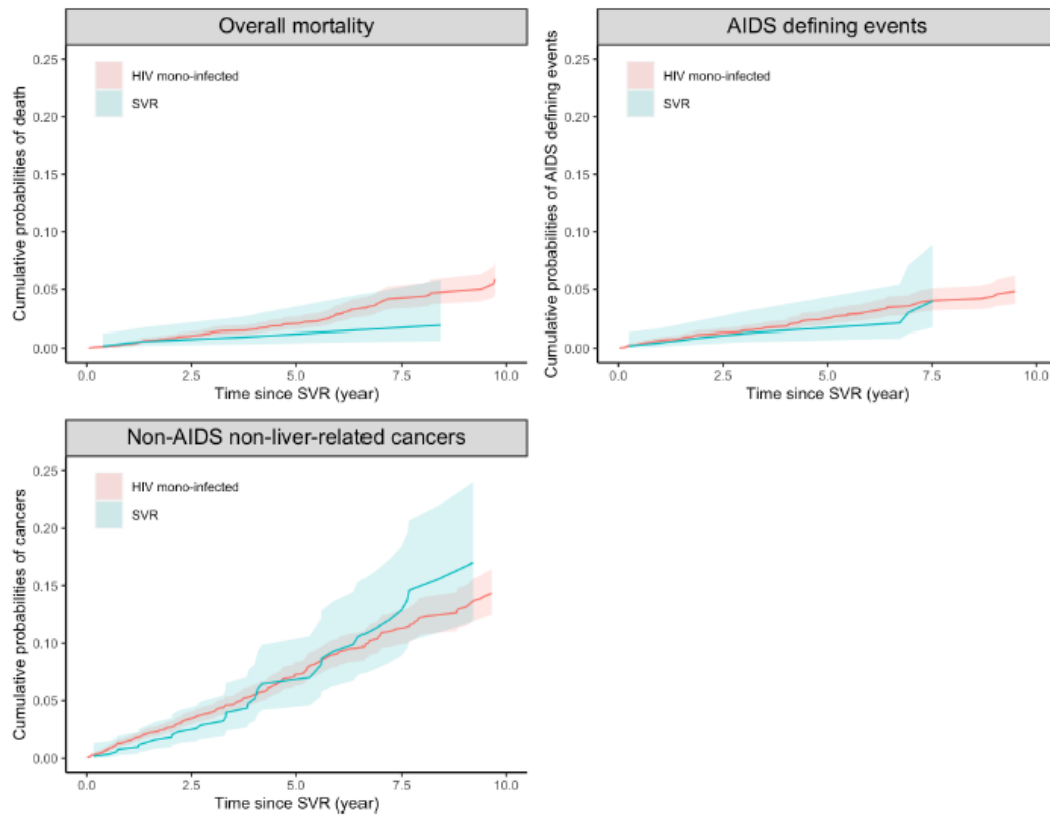 Overall mortality
Cumulative probabilities of death
0.25
0.20
0.15
0.10
0.05
0.00
HIV mono-infected
SVR
0.0 2.5 5.0 7.5 10.0
Time since SVR (year)
AIDS defining events
Cumulative probabilities of AIDS defining events
0.25
0.20
0.15
0.10
0.05
0.00
HIV mono-infected
SVR
0.0 2.5 5.0 7.5 10.0
Time since SVR (year)
Non-AIDS non-liver-related cancers
Cumulative probabilities of cancers
0.25
0.20
0.15
0.10
0.05
0.00
HIV mono-infected
SVR
0.0 2.5 5.0 7.5 10.0
Time since SVR (year)